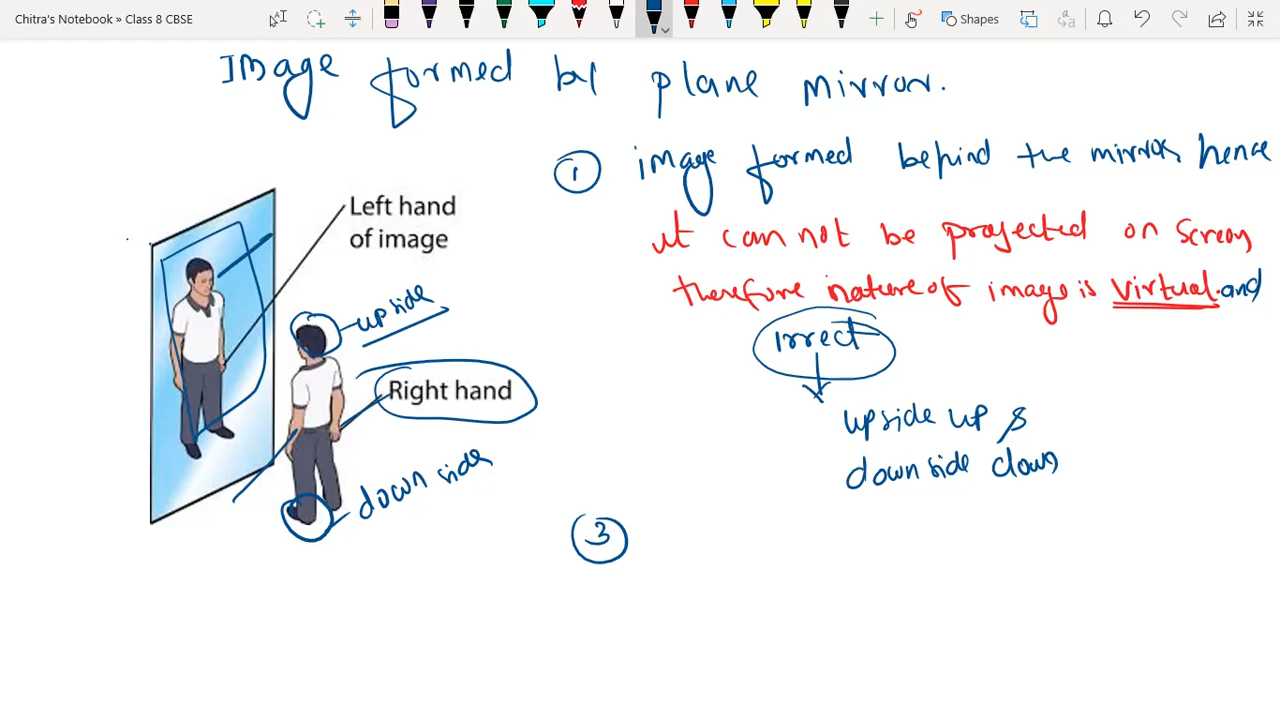 Chitra's Notebook » Class 8 CBSE
Shapes
Image formed by plane mirror.
1 image formed behind the mirror, hence
it can not be projected on screen,
therefore nature of image is virtual. and
irrect
upside up &
down side down
Left hand
of image
upside
Right hand
down side
3